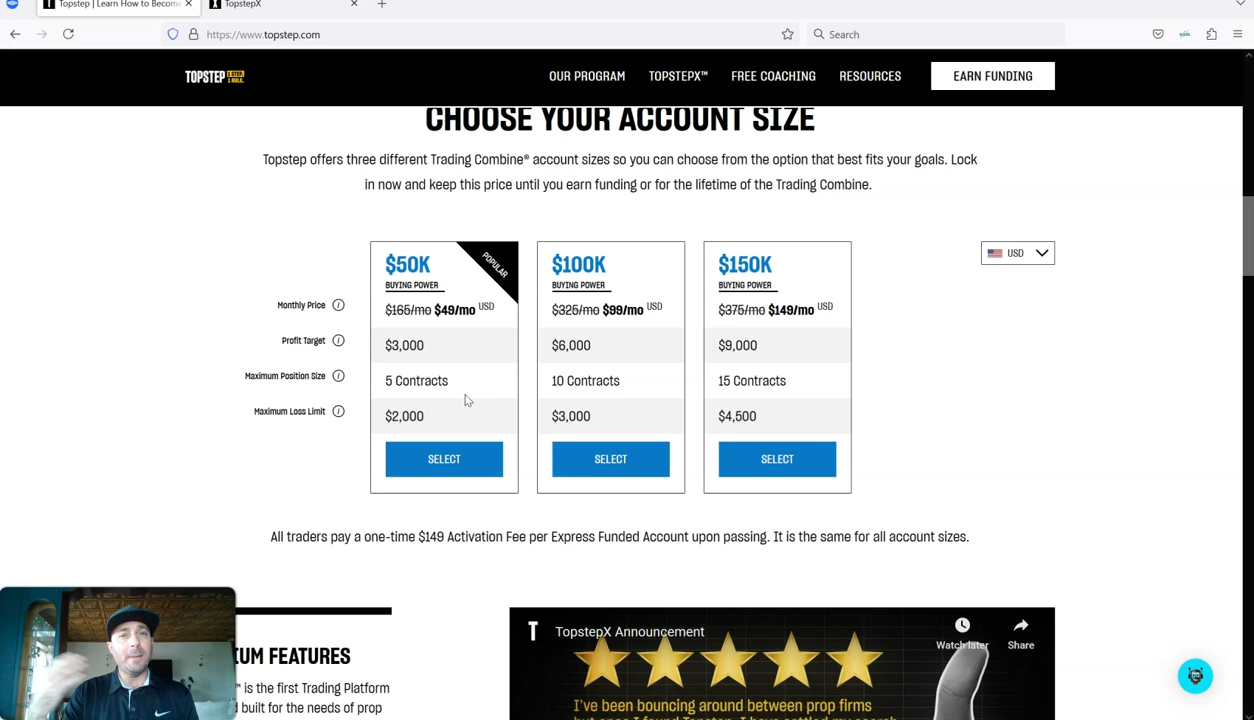 Topstep | Learn How to Become
TopstepX
https://www.topstep.com
Search
TOPSTEP 1 STEP. 1 RULE.
OUR PROGRAM
TOPSTEPX™
FREE COACHING
RESOURCES
EARN FUNDING
CHOOSE YOUR ACCOUNT SIZE
Topstep offers three different Trading Combine® account sizes so you can choose from the option that best fits your goals. Lock
in now and keep this price until you earn funding or for the lifetime of the Trading Combine.
USD
$50K
POPULAR
$100K
$150K
BUYING POWER
BUYING POWER
BUYING POWER
Monthly Price
$165/mo $49/mo USD
$325/mo $99/mo USD
$375/mo $149/mo USD
Profit Target
$3,000
$6,000
$9,000
Maximum Position Size
5 Contracts
10 Contracts
15 Contracts
Maximum Loss Limit
$2,000
$3,000
$4,500
SELECT
SELECT
SELECT
All traders pay a one-time $149 Activation Fee per Express Funded Account upon passing. It is the same for all account sizes.
UM FEATURES
™ is the first Trading Platform
built for the needs of prop
T
TopstepX Announcement
Watch later
Share
I've been bouncing around between prop firms